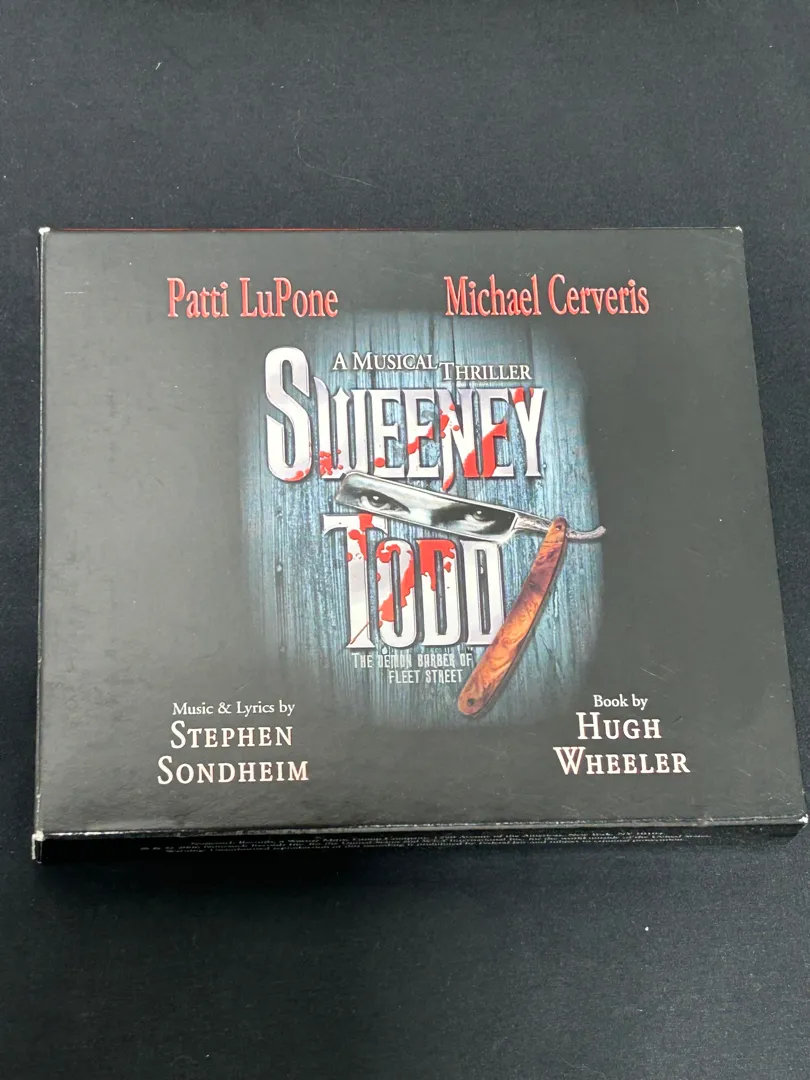 Patti LuPone
Michael Cerveris
A MUSICAL THRILLER
SWEENEY
TODD
THE DEMON BARBER OF
FLEET STREET
Music & Lyrics by
STEPHEN
SONDHEIM
Book by
HUGH
WHEELER